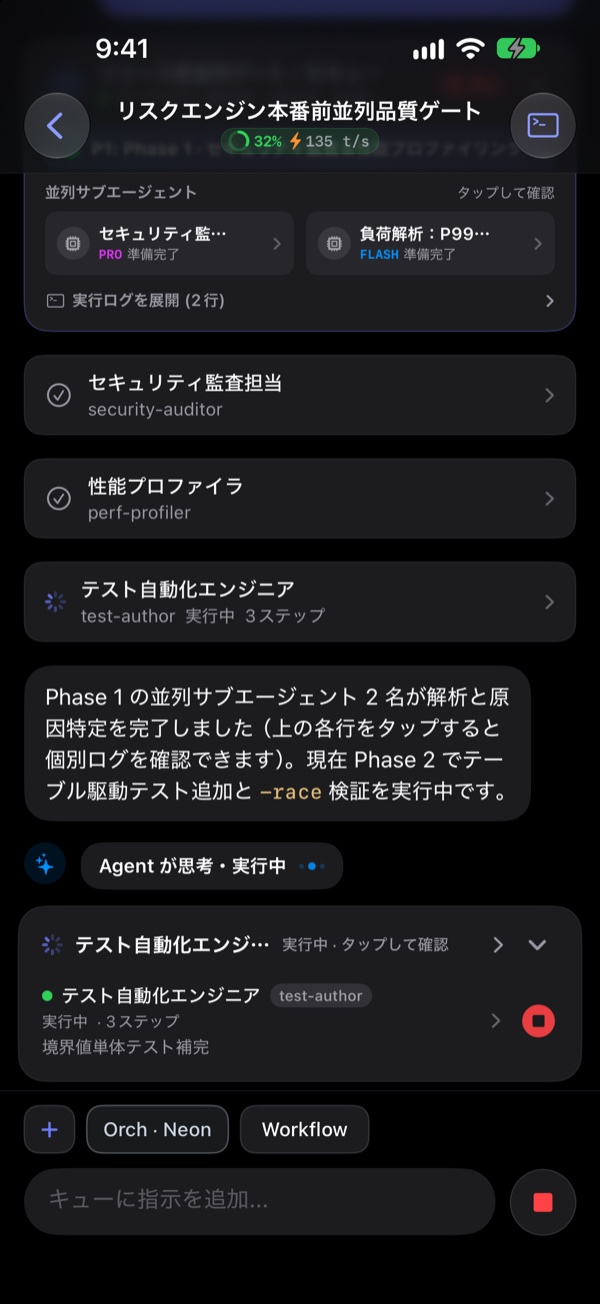 9:41
リスクエンジン本番前並列品質ゲート
32% ⚡135 t/s
並列サブエージェント
タップして確認
セキュリティ監…
PRO 準備完了
負荷解析：P99…
FLASH 準備完了
実行ログを展開 (2 行)
セキュリティ監査担当
security-auditor
性能プロファイラ
perf-profiler
テスト自動化エンジニア
test-author 実行中 3ステップ
Phase 1 の並列サブエージェント 2 名が解析と原
因特定を完了しました（上の各行をタップすると
個別ログを確認できます）。現在 Phase 2 でテー
ブル駆動テスト追加と -race 検証を実行中です。
Agent が思考・実行中
テスト自動化エンジ… 実行中 · タップして確認
テスト自動化エンジニア test-author
実行中 · 3ステップ
境界値単体テスト補完
+ Orch · Neon Workflow
キューに指示を追加...